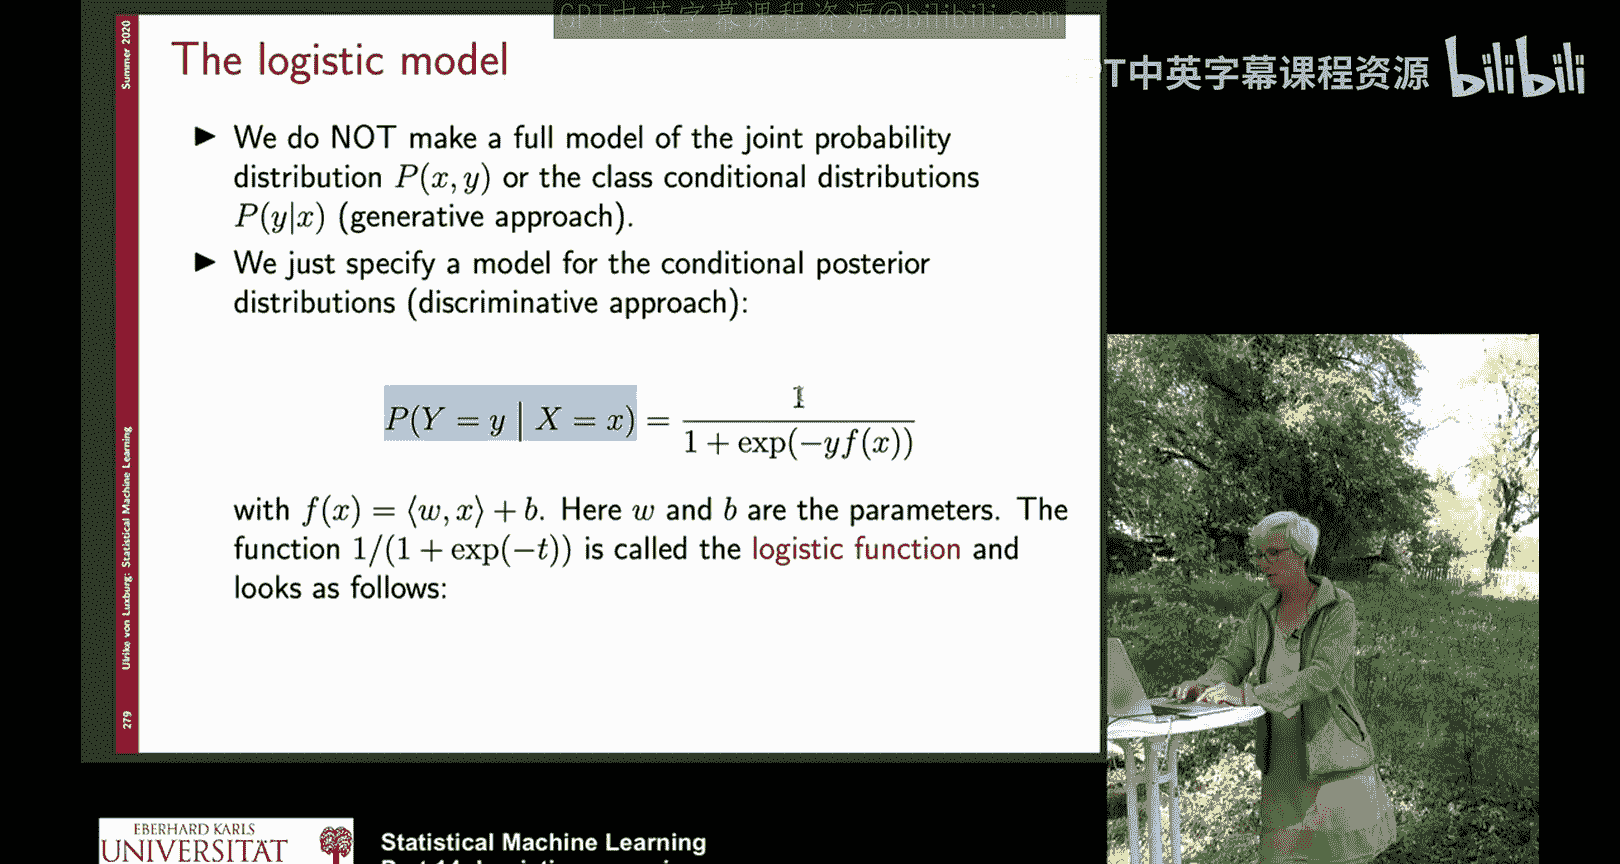 GPT中英字幕课程资源@bilibili.com
T中英字幕课程资源 bilibili
Summer 2020
The logistic model
► We do NOT make a full model of the joint probability
distribution P(x, y) or the class conditional distributions
P(y|x) (generative approach).
► We just specify a model for the conditional posterior
distributions (discriminative approach):
P(Y = y | X = x) = 1 / (1 + exp(−yf(x)))
with f(x) = ⟨w, x⟩ + b. Here w and b are the parameters. The
function 1/(1 + exp(−t)) is called the logistic function and
looks as follows:
Ulrike von Luxburg: Statistical Machine Learning
279
EBERHARD KARLS
UNIVERSITÄT
Statistical Machine Learning